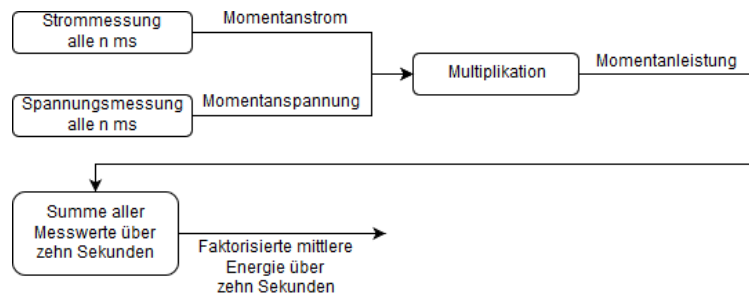 Strommessung
alle n ms
Momentanstrom
Multiplikation
Momentanleistung
Spannungsmessung
alle n ms
Momentanspannung
Summe aller
Messwerte über
zehn Sekunden
Faktorisierte mittlere
Energie über
zehn Sekunden